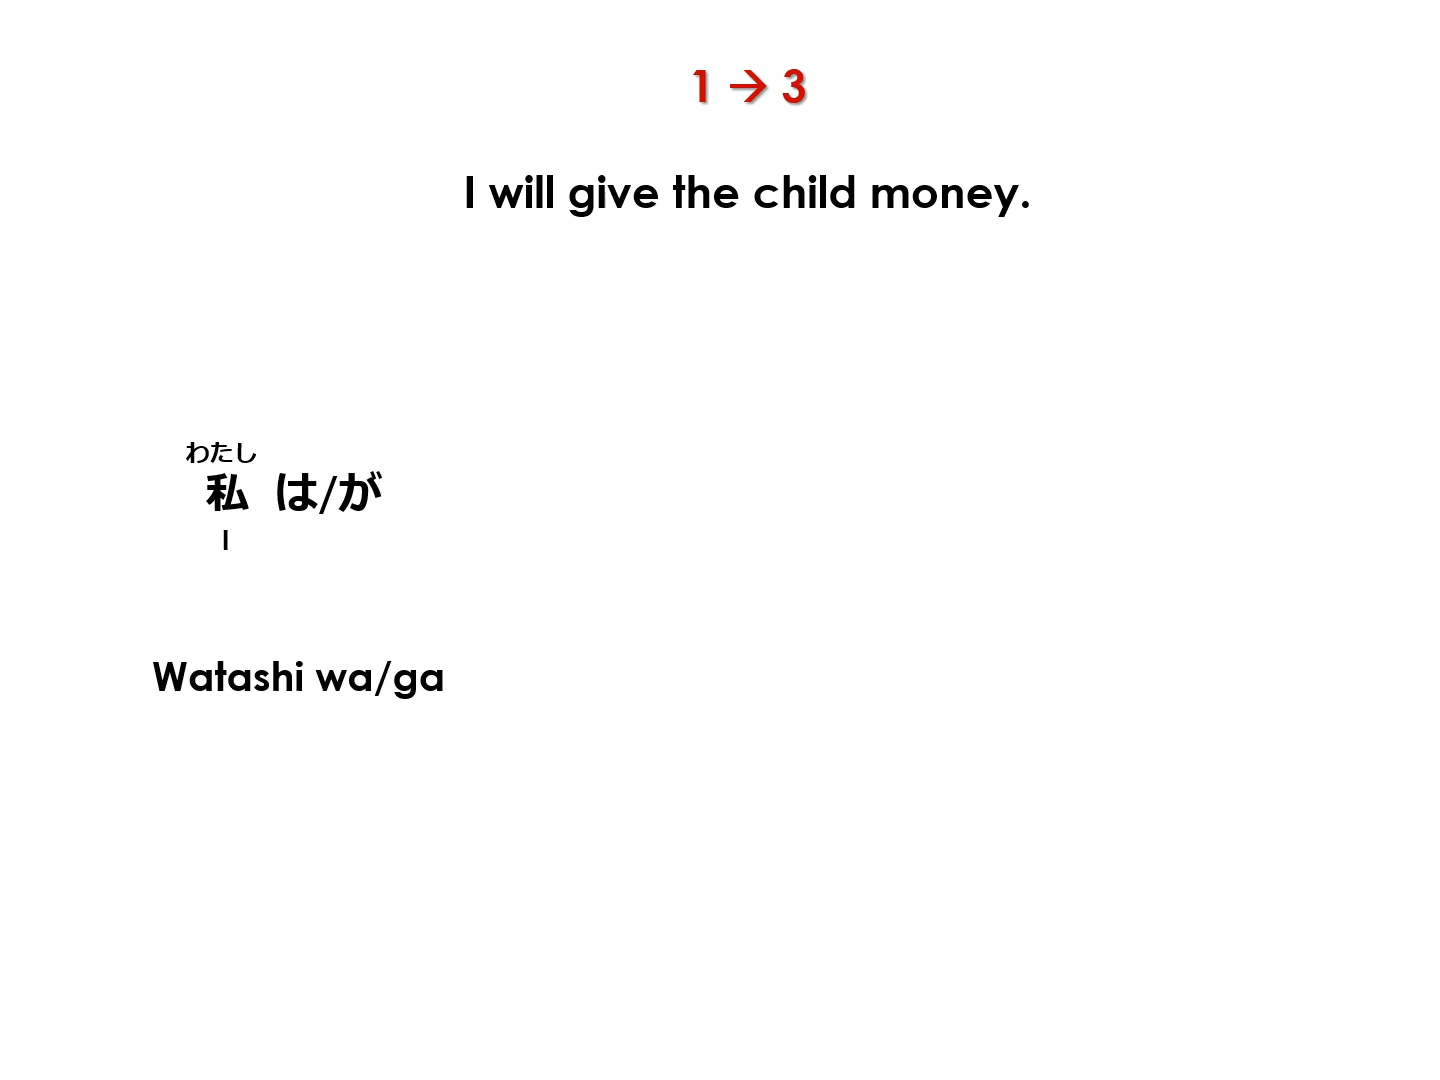 1 → 3
I will give the child money.
わたし
私 は/が
I
Watashi wa/ga